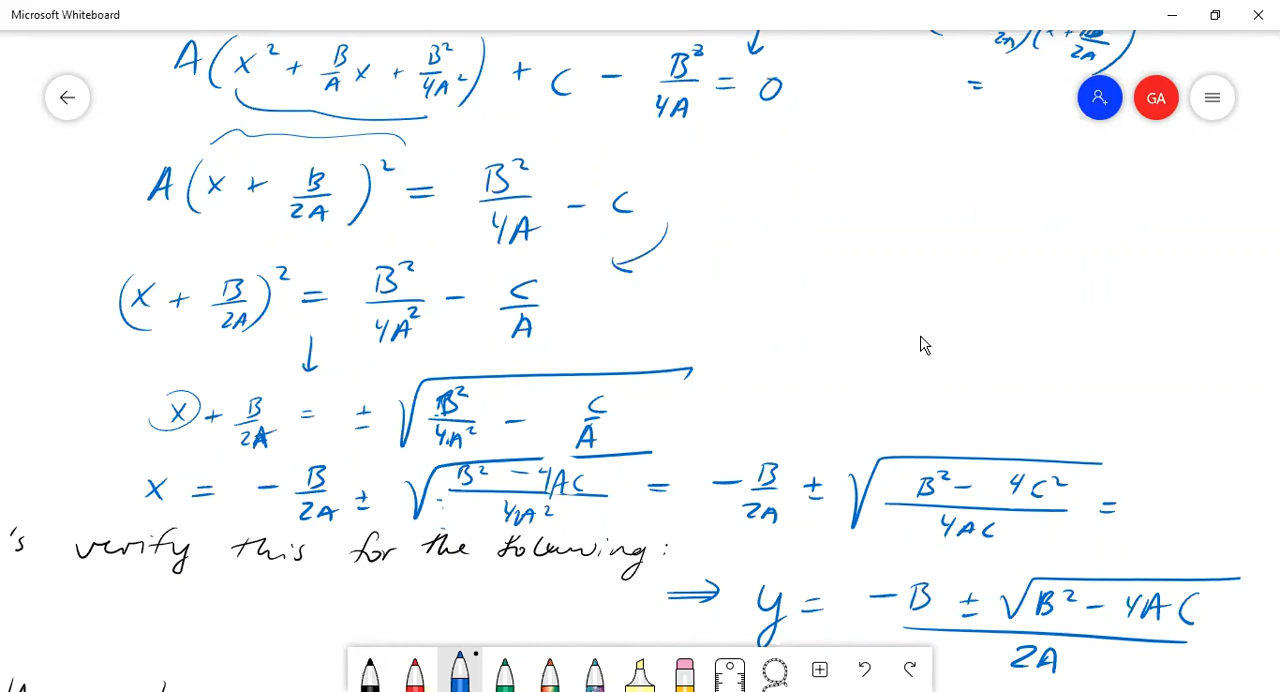 Microsoft Whiteboard
A(x² + B/A x + B²/4A²) + C - B²/4A = 0
=
GA
A(x + B/2A)² = B²/4A - C
(x + B/2A)² = B²/4A² - C/A
x + B/2A = ± √(B²/4A² - C/A)
x = - B/2A ± √((B² - 4AC)/4A²) = - B/2A ± √((B² - 4C²)/4AC) =
's verify this for the following:
⇒ y = (-B ± √(B² - 4AC))/2A